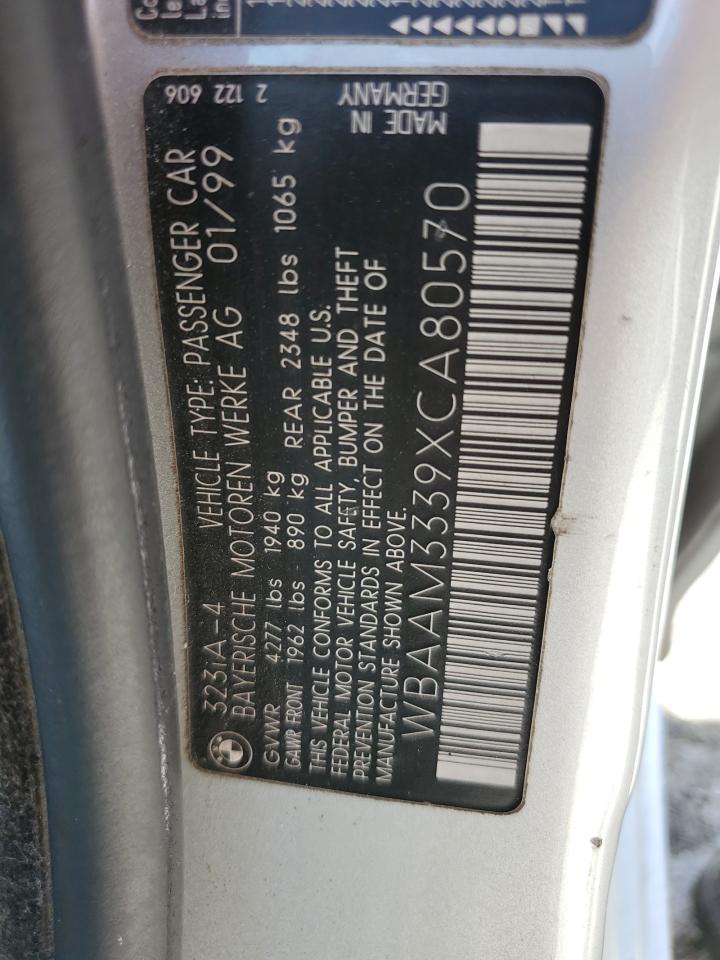 323iA-4 VEHICLE TYPE: PASSENGER CAR 2 122 606
BAYERISCHE MOTOREN WERKE AG 01/99
GVWR 4277 lbs 1940 kg
GAWR FRONT 1962 lbs 890 kg REAR 2348 lbs 1065 kg
THIS VEHICLE CONFORMS TO ALL APPLICABLE U.S.
FEDERAL MOTOR VEHICLE SAFETY, BUMPER AND THEFT
PREVENTION STANDARDS IN EFFECT ON THE DATE OF
MANUFACTURE SHOWN ABOVE.
MADE IN
GERMANY
WBAAM3339XCA80570